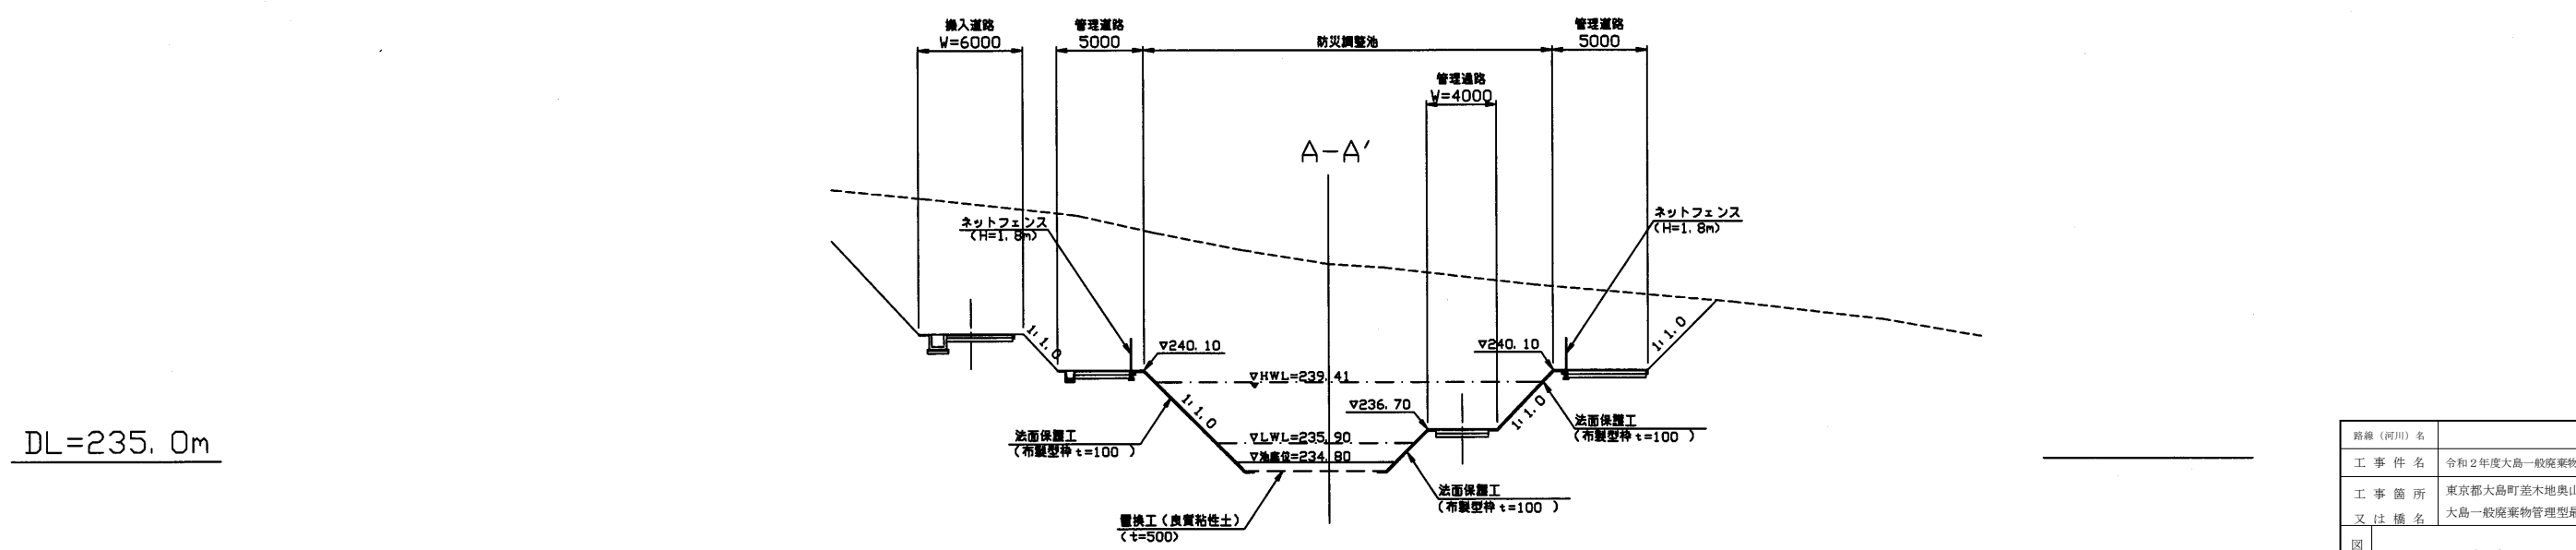 搬入道路
W=6000
管理道路
5000
防災調整池
管理道路
5000
管理通路
W=4000
A-A'
ネットフェンス
(H=1.8m)
ネットフェンス
(H=1.8m)
1:1.0
1:1.0
▽240.10
▽240.10
▽HWL=239.41
1:1.0
▽236.70
1:1.0
法面保護工
(布製型枠 t=100 )
法面保護工
(布製型枠 t=100 )
DL=235.0m
▽LWL=235.90
▽池底位=234.80
法面保護工
(布製型枠 t=100 )
置換工(良質粘性土)
(t=500)
路線(河川)名
工事件名
令和2年度大島一般廃棄物
工事箇所
又は橋名
東京都大島町差木地奥山
大島一般廃棄物管理型最
図